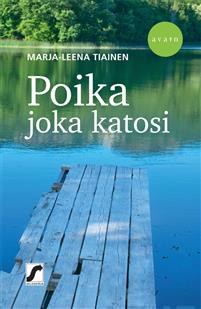 avain
MARJA-LEENA TIAINEN
Poika
joka katosi